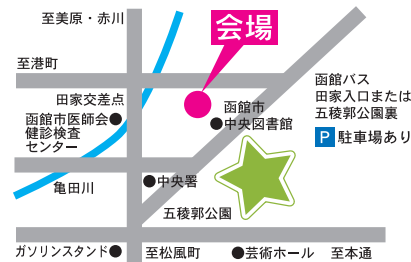 至美原・赤川
会場
至港町
田家交差点
函館市医師会
健診検査
センター
函館市
中央図書館
函館バス
田家入口または
五稜郭公園裏
P 駐車場あり
亀田川
中央署
五稜郭公園
ガソリンスタンド
至松風町
芸術ホール
至本通